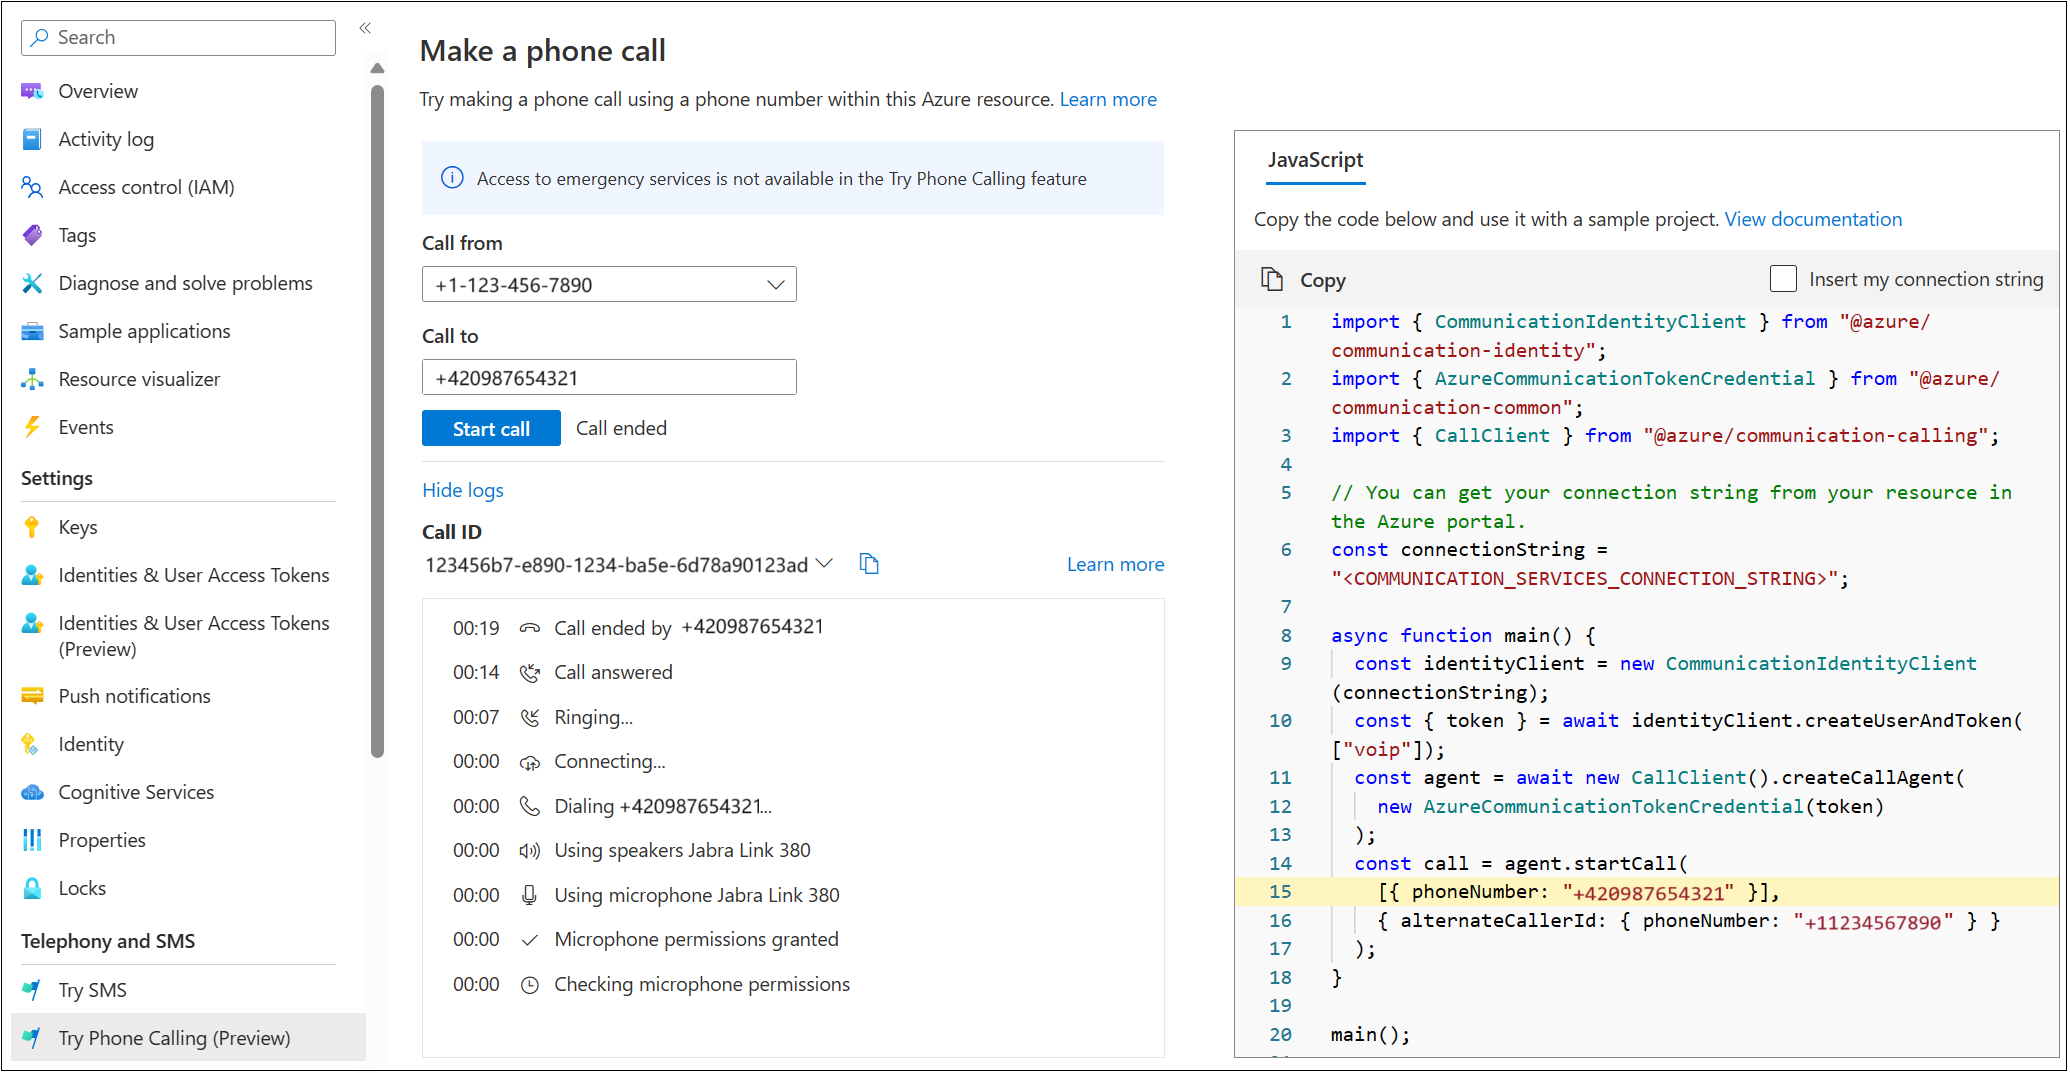 Search
«
Overview
Activity log
Access control (IAM)
Tags
Diagnose and solve problems
Sample applications
Resource visualizer
Events
Settings
Keys
Identities & User Access Tokens
Identities & User Access Tokens
(Preview)
Push notifications
Identity
Cognitive Services
Properties
Locks
Telephony and SMS
Try SMS
Try Phone Calling (Preview)
Make a phone call
Try making a phone call using a phone number within this Azure resource. Learn more
Access to emergency services is not available in the Try Phone Calling feature
Call from
+1-123-456-7890
Call to
+420987654321
Start call Call ended
Hide logs
Call ID
123456b7-e890-1234-ba5e-6d78a90123ad Learn more
00:19 Call ended by +420987654321
00:14 Call answered
00:07 Ringing...
00:00 Connecting...
00:00 Dialing +420987654321...
00:00 Using speakers Jabra Link 380
00:00 Using microphone Jabra Link 380
00:00 Microphone permissions granted
00:00 Checking microphone permissions
JavaScript
Copy the code below and use it with a sample project. View documentation
Copy Insert my connection string
1 import { CommunicationIdentityClient } from "@azure/
communication-identity";
2 import { AzureCommunicationTokenCredential } from "@azure/
communication-common";
3 import { CallClient } from "@azure/communication-calling";
4
5 // You can get your connection string from your resource in
the Azure portal.
6 const connectionString =
"<COMMUNICATION_SERVICES_CONNECTION_STRING>";
7
8 async function main() {
9 const identityClient = new CommunicationIdentityClient
(connectionString);
10 const { token } = await identityClient.createUserAndToken(
["voip"]);
11 const agent = await new CallClient().createCallAgent(
12 new AzureCommunicationTokenCredential(token)
13 );
14 const call = agent.startCall(
15 [{ phoneNumber: "+420987654321" }],
16 { alternateCallerId: { phoneNumber: "+11234567890" } }
17 );
18 }
19
20 main();